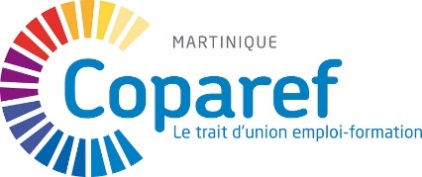 MARTINIQUE
Coparef
Le trait d'union emploi-formation